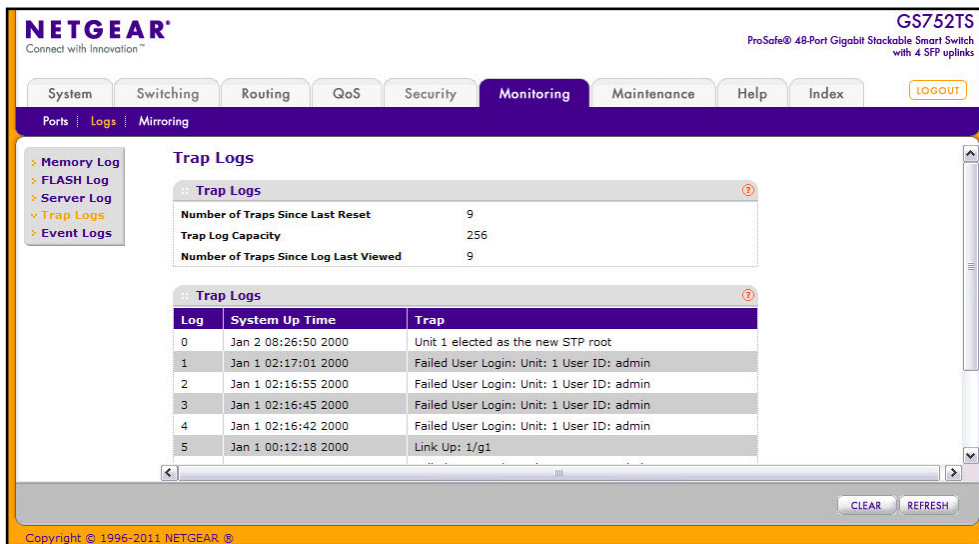 NETGEAR®
Connect with Innovation™
GS752TS
ProSafe® 48-Port Gigabit Stackable Smart Switch
with 4 SFP uplinks
System Switching Routing QoS Security Monitoring Maintenance Help Index LOGOUT
Ports Logs Mirroring
Memory Log
FLASH Log
Server Log
Trap Logs
Event Logs
Trap Logs
Trap Logs
Number of Traps Since Last Reset 9
Trap Log Capacity 256
Number of Traps Since Log Last Viewed 9
Trap Logs
Log System Up Time Trap
0 Jan 2 08:26:50 2000 Unit 1 elected as the new STP root
1 Jan 1 02:17:01 2000 Failed User Login: Unit: 1 User ID: admin
2 Jan 1 02:16:55 2000 Failed User Login: Unit: 1 User ID: admin
3 Jan 1 02:16:45 2000 Failed User Login: Unit: 1 User ID: admin
4 Jan 1 02:16:42 2000 Failed User Login: Unit: 1 User ID: admin
5 Jan 1 00:12:18 2000 Link Up: 1/g1
CLEAR REFRESH
Copyright © 1996-2011 NETGEAR ®